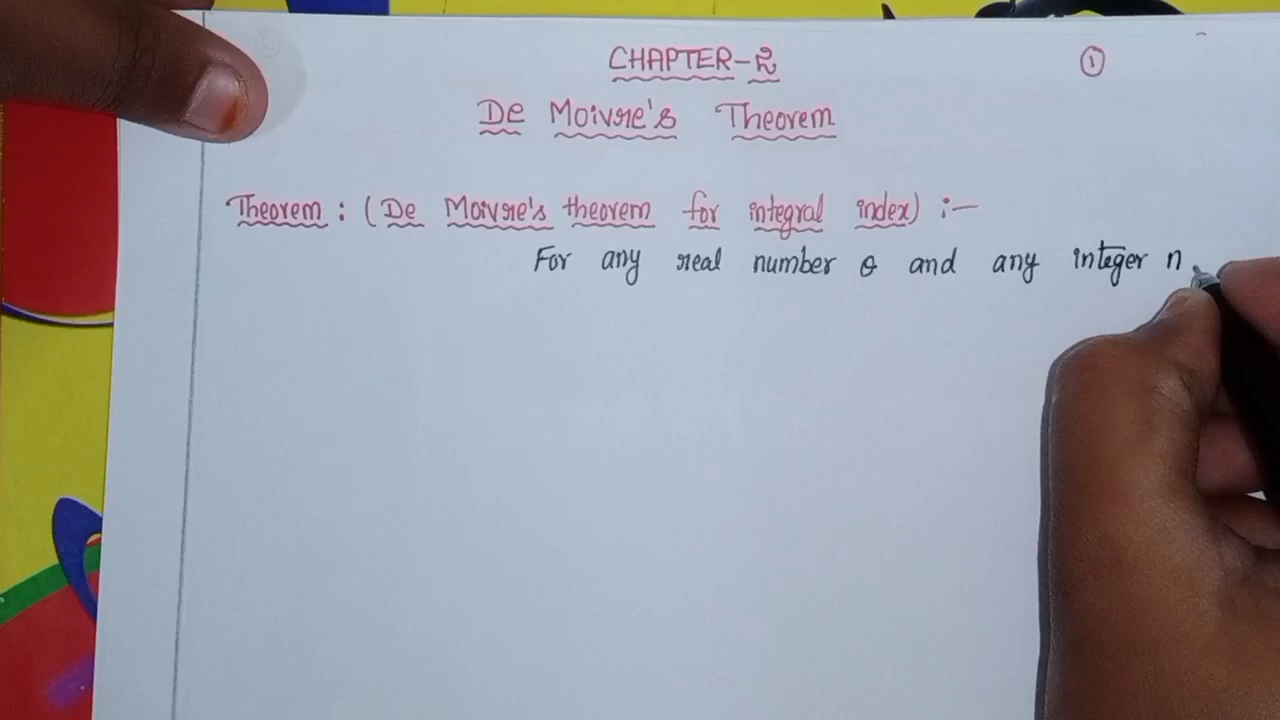 CHAPTER-2
①
De Moivre's Theorem
Theorem : (De Moivre's theorem for integral index) :-
For any real number θ and any integer n,